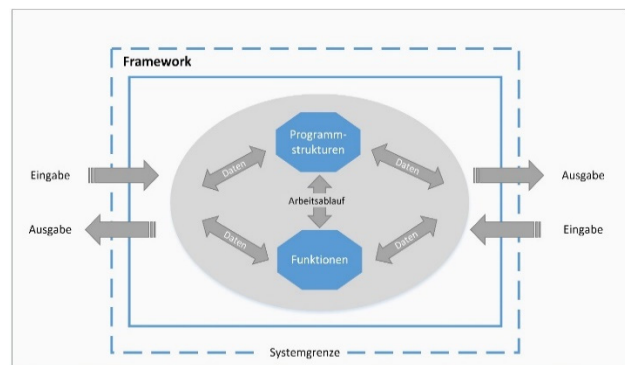 Framework
Programm-
strukturen
Daten
Daten
Eingabe
Ausgabe
Arbeitsablauf
Ausgabe
Eingabe
Daten
Daten
Funktionen
Systemgrenze